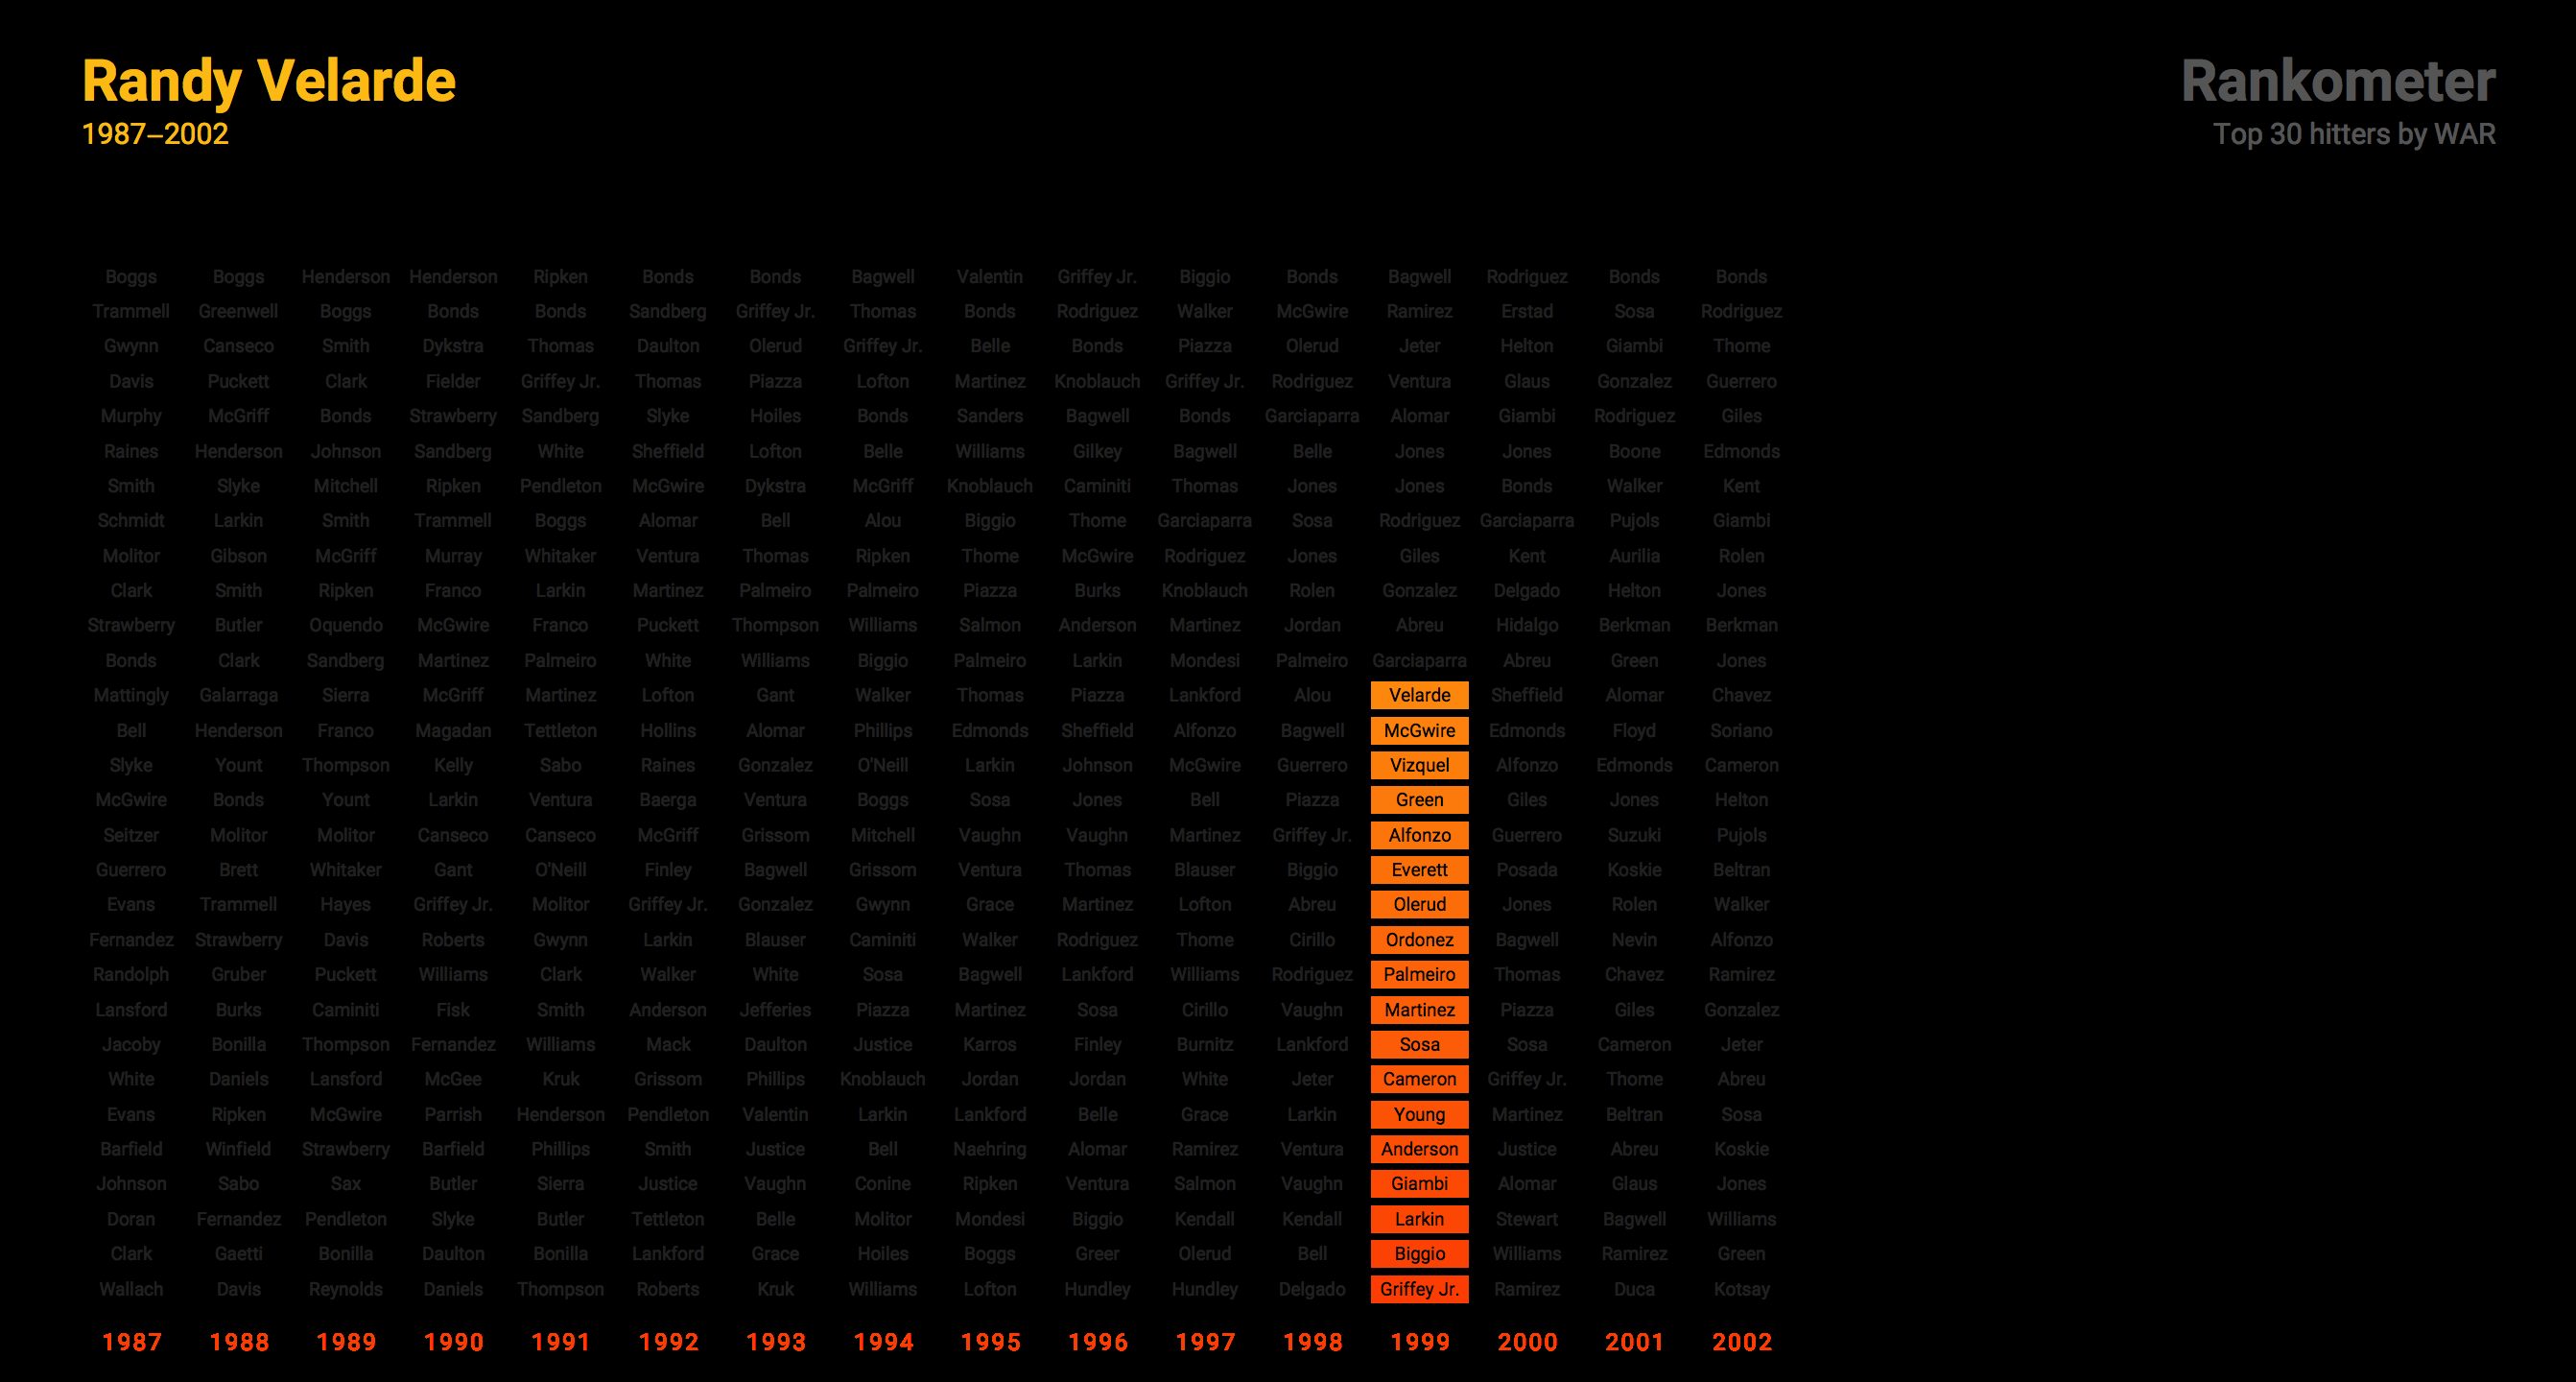 Randy Velarde
1987–2002
Rankometer
Top 30 hitters by WAR
Boggs Boggs Henderson Henderson Ripken Bonds Bonds Bagwell Valentin Griffey Jr. Biggio Bonds Bagwell Rodriguez Bonds Bonds
Trammell Greenwell Boggs Bonds Bonds Sandberg Griffey Jr. Thomas Bonds Rodriguez Walker McGwire Ramirez Erstad Sosa Rodriguez
Gwynn Canseco Smith Dykstra Thomas Daulton Olerud Griffey Jr. Belle Bonds Piazza Olerud Jeter Helton Giambi Thome
Davis Puckett Clark Fielder Griffey Jr. Thomas Piazza Lofton Martinez Knoblauch Griffey Jr. Rodriguez Ventura Glaus Gonzalez Guerrero
Murphy McGriff Bonds Strawberry Sandberg Slyke Hoiles Bonds Sanders Bagwell Bonds Garciaparra Alomar Giambi Rodriguez Giles
Raines Henderson Johnson Sandberg White Sheffield Lofton Belle Williams Gilkey Bagwell Belle Jones Jones Boone Edmonds
Smith Slyke Mitchell Ripken Pendleton McGwire Dykstra McGriff Knoblauch Caminiti Thomas Jones Jones Bonds Walker Kent
Schmidt Larkin Smith Trammell Boggs Alomar Bell Alou Biggio Thome Garciaparra Sosa Rodriguez Garciaparra Pujols Giambi
Molitor Gibson McGriff Murray Whitaker Ventura Thomas Ripken Thome McGwire Rodriguez Jones Giles Kent Aurilia Rolen
Clark Smith Ripken Franco Larkin Martinez Palmeiro Palmeiro Piazza Burks Knoblauch Rolen Gonzalez Delgado Helton Jones
Strawberry Butler Oquendo McGwire Franco Puckett Thompson Williams Salmon Anderson Martinez Jordan Abreu Hidalgo Berkman Berkman
Bonds Clark Sandberg Martinez Palmeiro White Williams Biggio Palmeiro Larkin Mondesi Palmeiro Garciaparra Abreu Green Jones
Mattingly Galarraga Sierra McGriff Martinez Lofton Gant Walker Thomas Piazza Lankford Alou Velarde Sheffield Alomar Chavez
Bell Henderson Franco Magadan Tettleton Hollins Alomar Phillips Edmonds Sheffield Alfonzo Bagwell McGwire Edmonds Floyd Soriano
Slyke Yount Thompson Kelly Sabo Raines Gonzalez O'Neill Larkin Johnson McGwire Guerrero Vizquel Alfonzo Edmonds Cameron
McGwire Bonds Yount Larkin Ventura Baerga Ventura Boggs Sosa Jones Bell Piazza Green Giles Jones Helton
Seitzer Molitor Molitor Canseco Canseco McGriff Grissom Mitchell Vaughn Vaughn Martinez Griffey Jr. Alfonzo Guerrero Suzuki Pujols
Guerrero Brett Whitaker Gant O'Neill Finley Bagwell Grissom Ventura Thomas Blauser Biggio Everett Posada Koskie Beltran
Evans Trammell Hayes Griffey Jr. Molitor Griffey Jr. Gonzalez Gwynn Grace Martinez Lofton Abreu Olerud Jones Rolen Walker
Fernandez Strawberry Davis Roberts Gwynn Larkin Blauser Caminiti Walker Rodriguez Thome Cirillo Ordonez Bagwell Nevin Alfonzo
Randolph Gruber Puckett Williams Clark Walker White Sosa Bagwell Lankford Williams Rodriguez Palmeiro Thomas Chavez Ramirez
Lansford Burks Caminiti Fisk Smith Anderson Jefferies Piazza Martinez Sosa Cirillo Vaughn Martinez Piazza Giles Gonzalez
Jacoby Bonilla Thompson Fernandez Williams Mack Daulton Justice Karros Finley Burnitz Lankford Sosa Sosa Cameron Jeter
White Daniels Lansford McGee Kruk Grissom Phillips Knoblauch Jordan Jordan White Jeter Cameron Griffey Jr. Thome Abreu
Evans Ripken McGwire Parrish Henderson Pendleton Valentin Larkin Lankford Belle Grace Larkin Young Martinez Beltran Sosa
Barfield Winfield Strawberry Barfield Phillips Smith Justice Bell Naehring Alomar Ramirez Ventura Anderson Justice Abreu Koskie
Johnson Sabo Sax Butler Sierra Justice Vaughn Conine Ripken Ventura Salmon Vaughn Giambi Alomar Glaus Jones
Doran Fernandez Pendleton Slyke Butler Tettleton Belle Molitor Mondesi Biggio Kendall Kendall Larkin Stewart Bagwell Williams
Clark Gaetti Bonilla Daulton Bonilla Lankford Grace Hoiles Boggs Greer Olerud Bell Biggio Williams Ramirez Green
Wallach Davis Reynolds Daniels Thompson Roberts Kruk Williams Lofton Hundley Hundley Delgado Griffey Jr. Ramirez Duca Kotsay
1987 1988 1989 1990 1991 1992 1993 1994 1995 1996 1997 1998 1999 2000 2001 2002